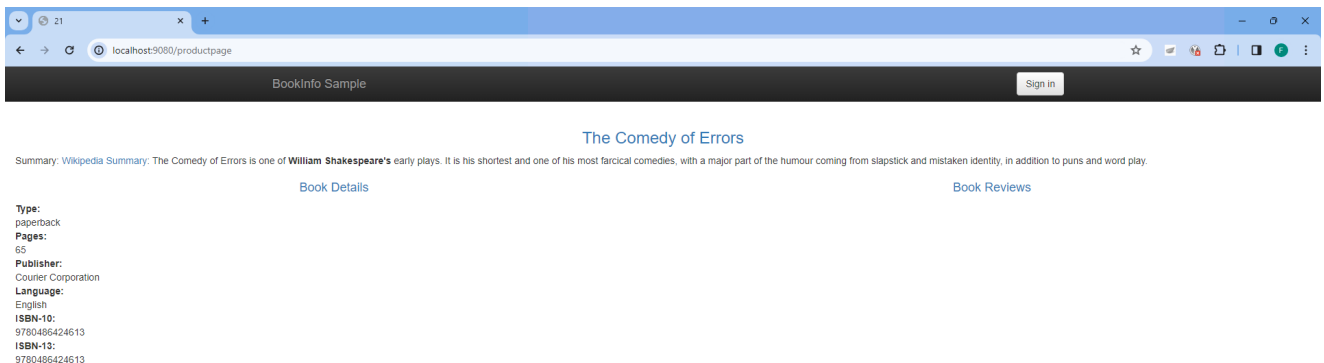 21
localhost:9080/productpage
F
BookInfo Sample
Sign in
The Comedy of Errors
Summary: Wikipedia Summary: The Comedy of Errors is one of William Shakespeare's early plays. It is his shortest and one of his most farcical comedies, with a major part of the humour coming from slapstick and mistaken identity, in addition to puns and word play.
Book Details
Book Reviews
Type:
paperback
Pages:
65
Publisher:
Courier Corporation
Language:
English
ISBN-10:
9780486424613
ISBN-13:
9780486424613